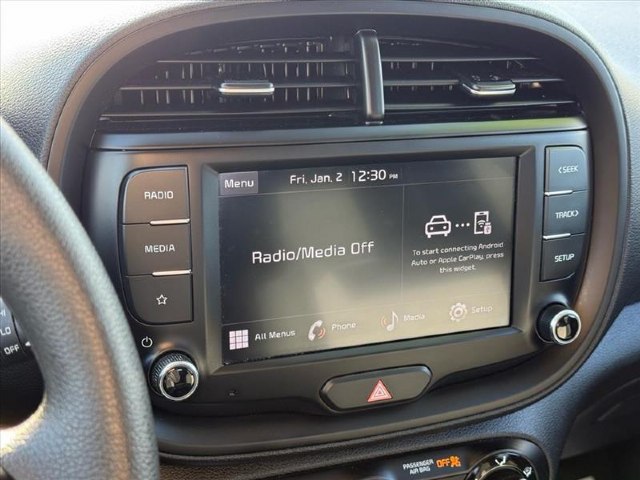 RADIO
MEDIA
Menu
Fri, Jan. 2 12:30 PM
Radio/Media Off
To start connecting Android
Auto or Apple CarPlay, press
this widget.
All Menus
Phone
Media
Setup
< SEEK
TRACK >
SETUP
OFF
PASSENGER
AIR BAG
OFF